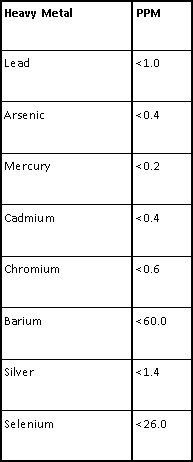 Heavy Metal PPM
Lead <1.0
Arsenic <0.4
Mercury <0.2
Cadmium <0.4
Chromium <0.6
Barium <60.0
Silver <1.4
Selenium <26.0